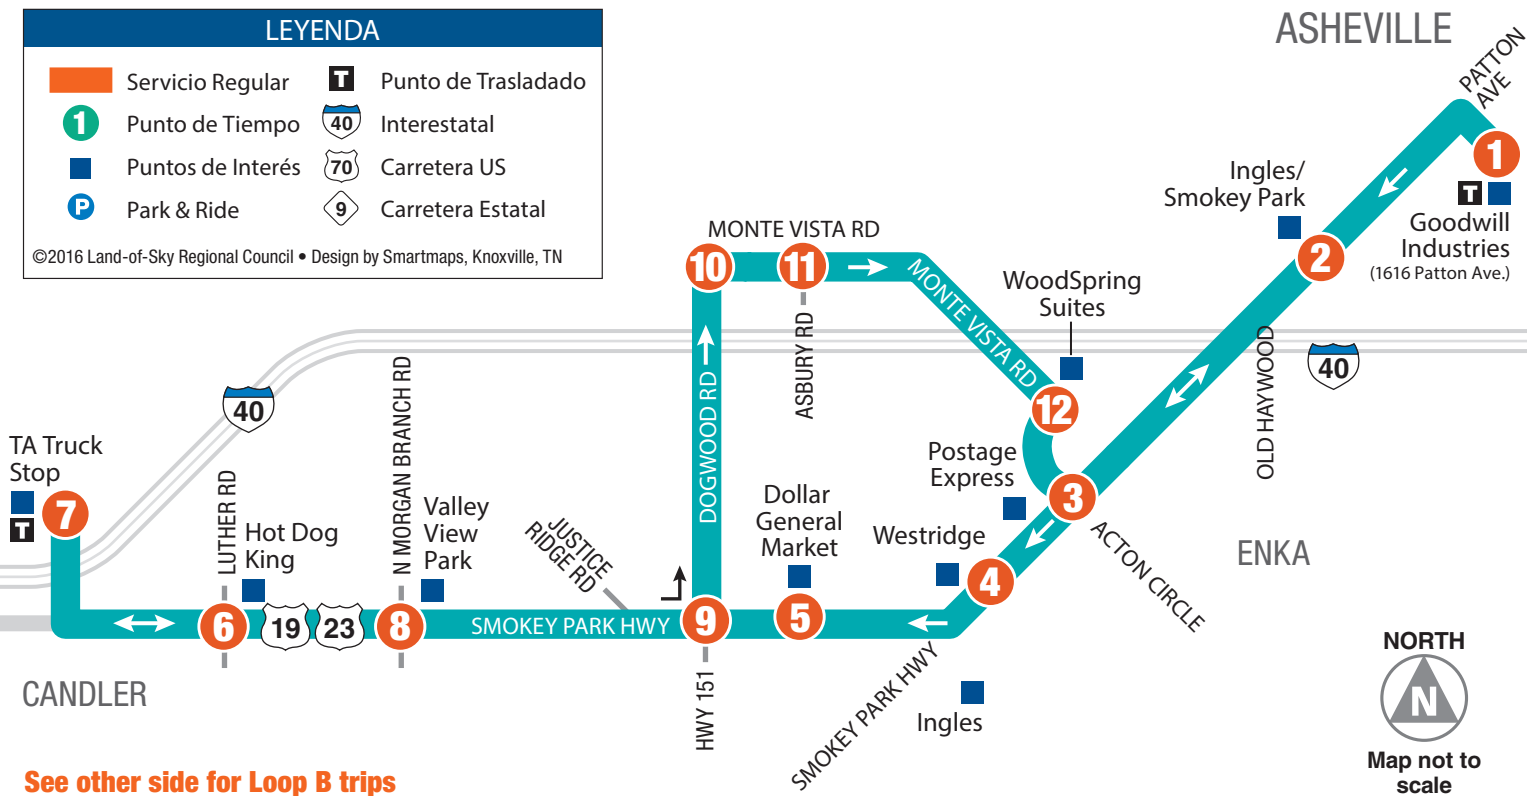 LEYENDA
Servicio Regular
T Punto de Trasladado
1 Punto de Tiempo
40 Interestatal
Puntos de Interés
70 Carretera US
P Park & Ride
9 Carretera Estatal
©2016 Land-of-Sky Regional Council • Design by Smartmaps, Knoxville, TN
ASHEVILLE
PATTON
AVE
1
T
Goodwill
Industries
(1616 Patton Ave.)
Ingles/
Smokey Park
2
MONTE VISTA RD
10
11
MONTE VISTA RD
ASBURY RD
WoodSpring
Suites
12
OLD HAYWOOD
40
40
DOGWOOD RD
Postage
Express
3
ACTON CIRCLE
ENKA
Westridge
4
Dollar
General
Market
5
TA Truck
Stop
7
T
LUTHER RD
Hot Dog
King
6
19
23
N MORGAN BRANCH RD
Valley
View
Park
8
JUSTICE
RIDGE RD
SMOKEY PARK HWY
9
HWY 151
SMOKEY PARK HWY
Ingles
CANDLER
NORTH
N
Map not to
scale
See other side for Loop B trips